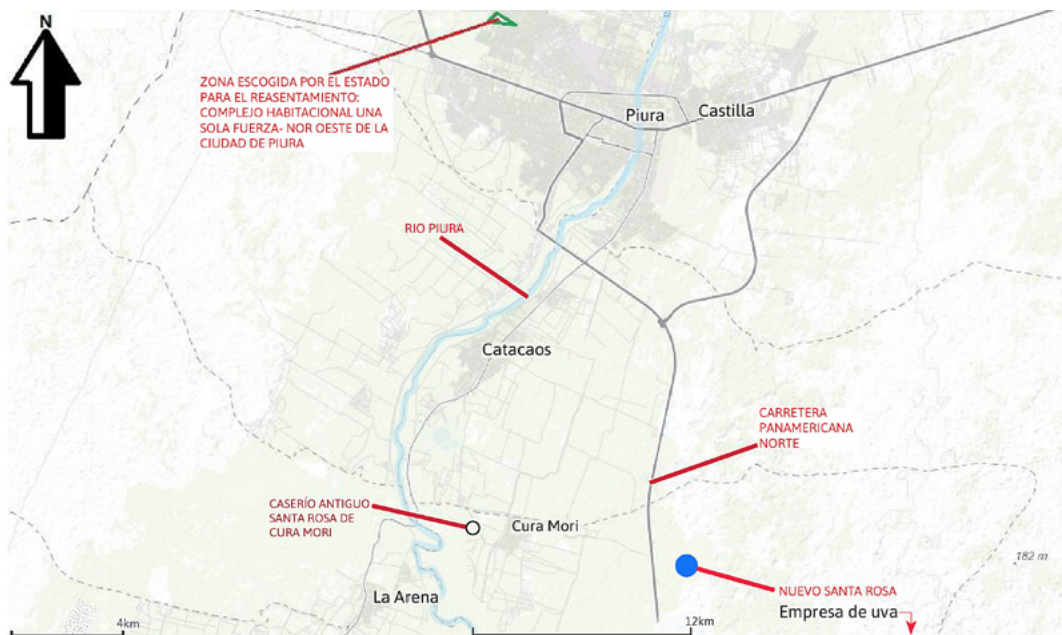 N
ZONA ESCOGIDA POR EL ESTADO
PARA EL REASENTAMIENTO:
COMPLEJO HABITACIONAL UNA
SOLA FUERZA- NOR OESTE DE LA
CIUDAD DE PIURA
Piura
Castilla
RIO PIURA
Catacaos
CARRETERA
PANAMERICANA
NORTE
CASERÍO ANTIGUO
SANTA ROSA DE
CURA MORI
Cura Mori
182 m
La Arena
NUEVO SANTA ROSA
Empresa de uva
4km
12km